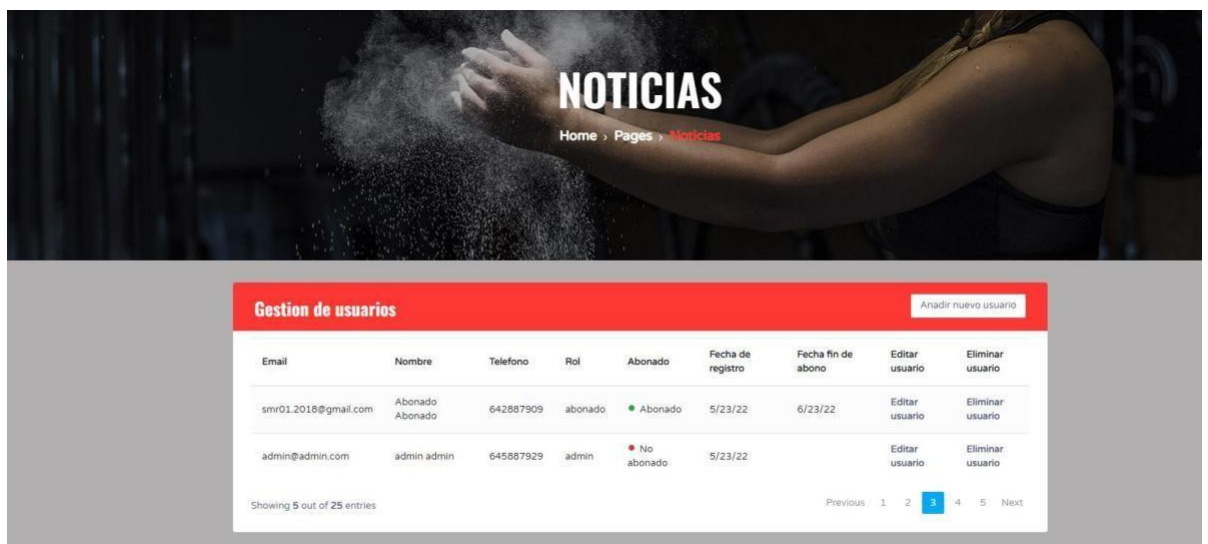 NOTICIAS
Home › Pages › Noticias
Gestion de usuarios
Anadir nuevo usuario
Email Nombre Telefono Rol Abonado Fecha de registro Fecha fin de abono Editar usuario Eliminar usuario
smr01.2018@gmail.com Abonado Abonado 642887909 abonado Abonado 5/23/22 6/23/22 Editar usuario Eliminar usuario
admin@admin.com admin admin 645887929 admin No abonado 5/23/22 Editar usuario Eliminar usuario
Showing 5 out of 25 entries
Previous 1 2 3 4 5 Next